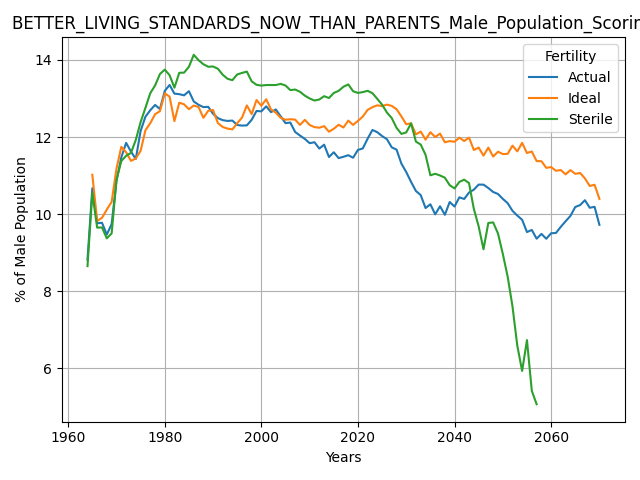 BETTER_LIVING_STANDARDS_NOW_THAN_PARENTS_Male_Population_Scorin
% of Male Population
14
12
10
8
6
Fertility
Actual
Ideal
Sterile
1960 1980 2000 2020 2040 2060
Years